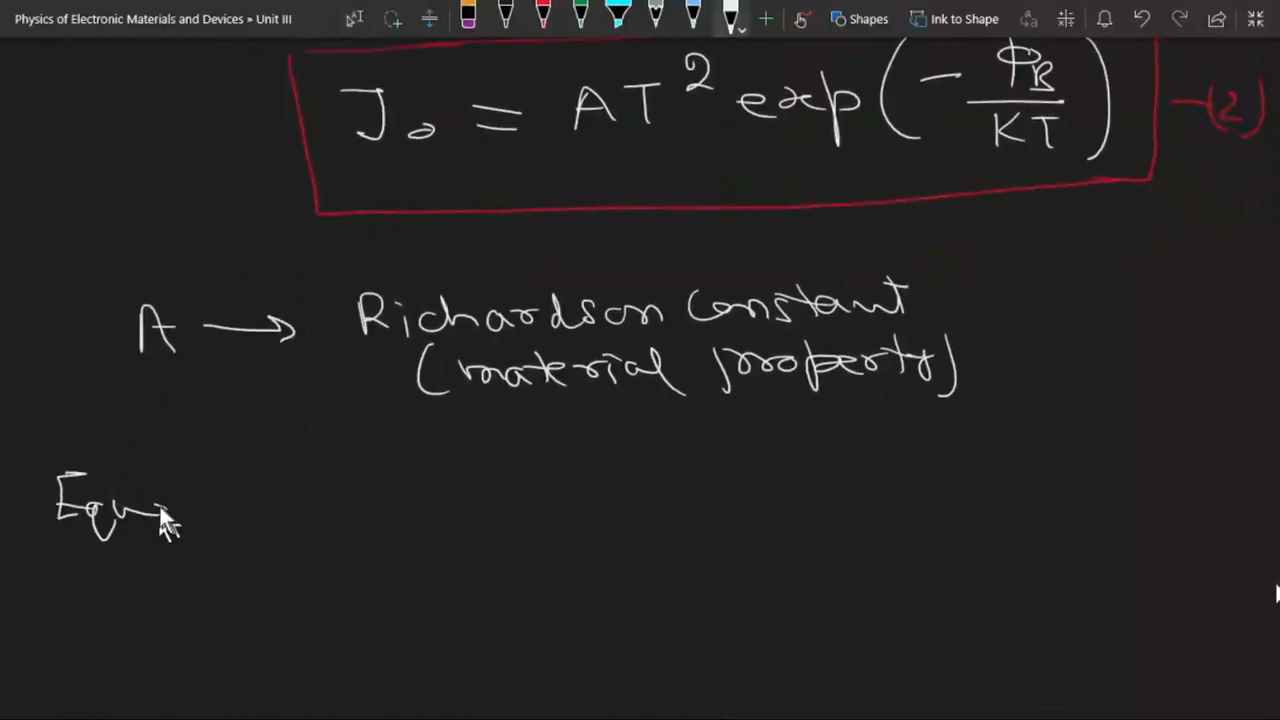 Physics of Electronic Materials and Devices » Unit III
Shapes
Ink to Shape
J₀ = AT² exp(-ΦB/KT) -(2)
A → Richardson Constant
(material property)
Eqn